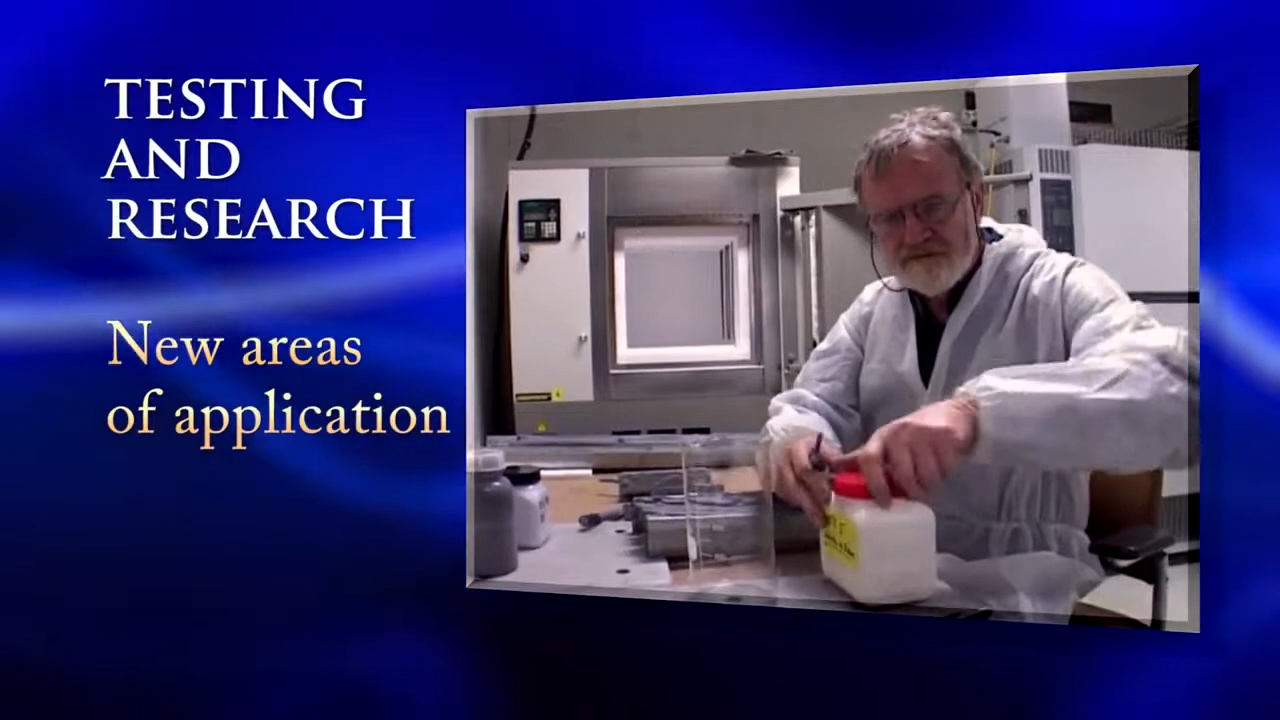 TESTING
AND
RESEARCH
New areas
of application